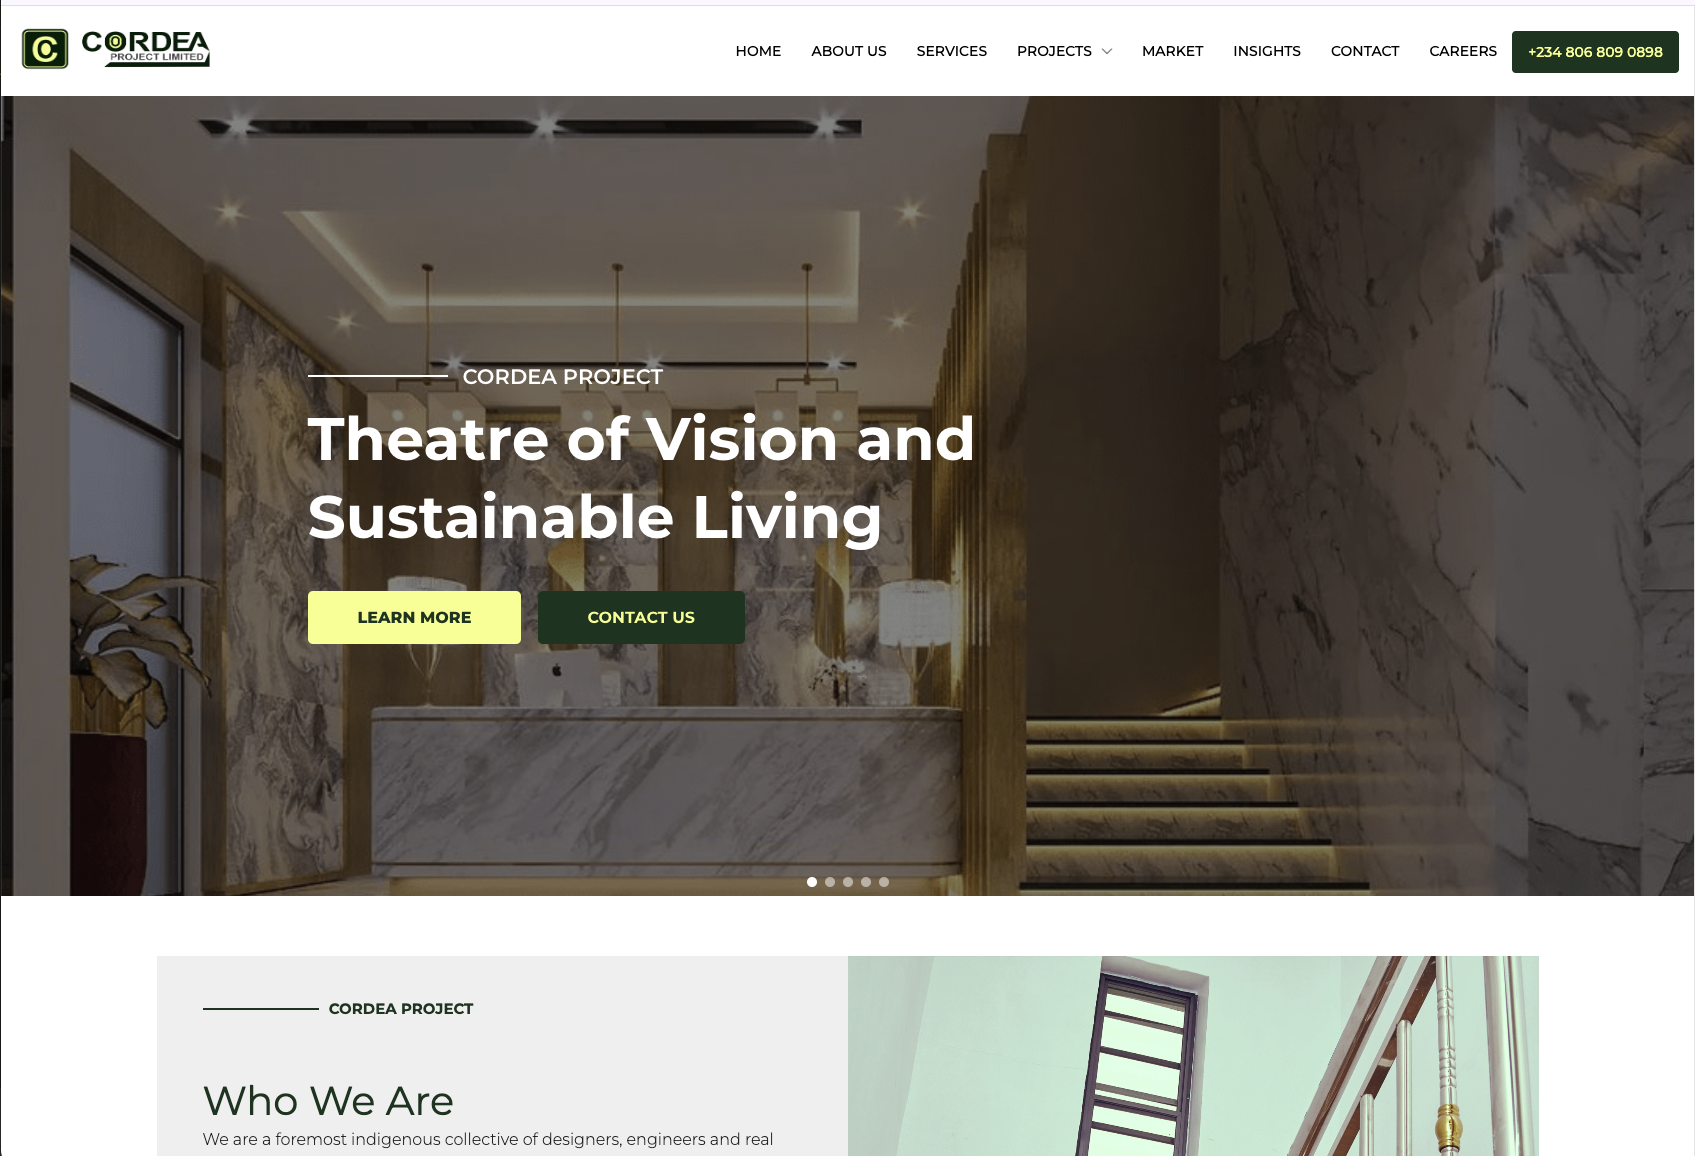 CORDEA
PROJECT LIMITED
HOME ABOUT US SERVICES PROJECTS MARKET INSIGHTS CONTACT CAREERS +234 806 809 0898
CORDEA PROJECT
Theatre of Vision and
Sustainable Living
LEARN MORE CONTACT US
CORDEA PROJECT
Who We Are
We are a foremost indigenous collective of designers, engineers and real